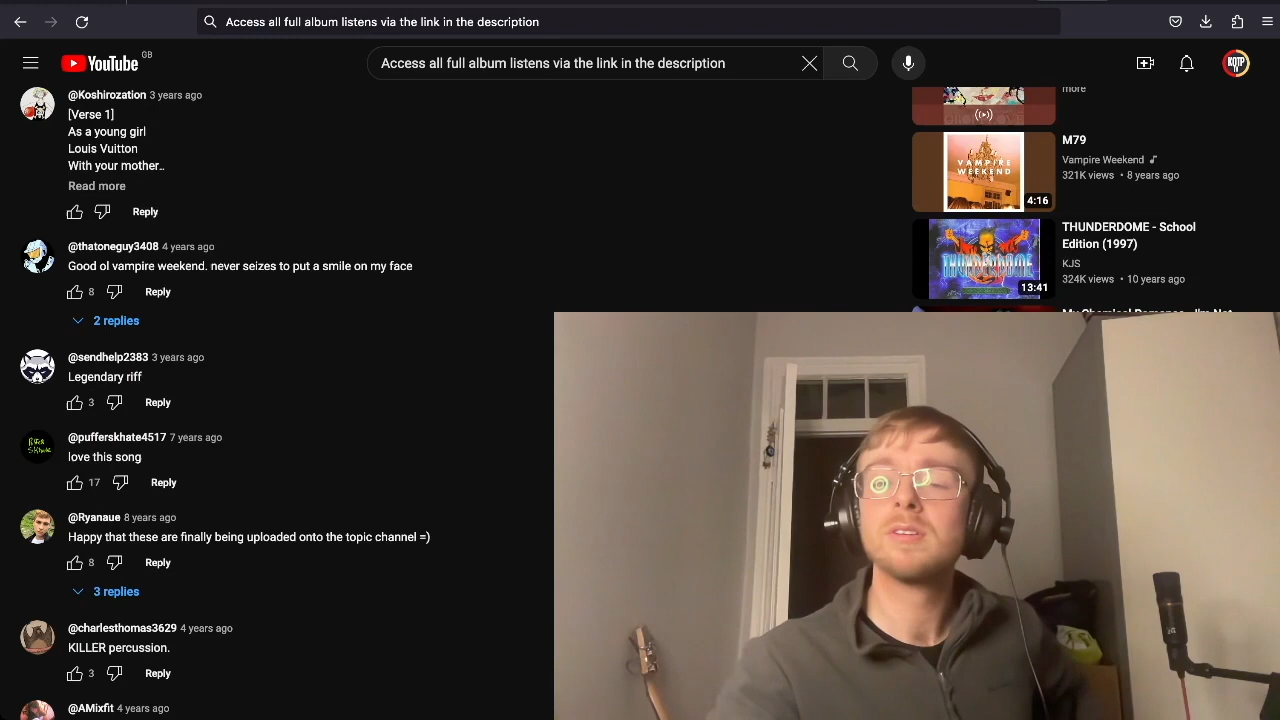 Access all full album listens via the link in the description
YouTube GB
Access all full album listens via the link in the description
KOTP
TV
@Koshirozation 3 years ago
[Verse 1]
As a young girl
Louis Vuitton
With your mother…
Read more
Reply
@thatoneguy3408 4 years ago
Good ol vampire weekend. never seizes to put a smile on my face
8 Reply
2 replies
@sendhelp2383 3 years ago
Legendary riff
3 Reply
@pufferskhate4517 7 years ago
love this song
17 Reply
@Ryanaue 8 years ago
Happy that these are finally being uploaded onto the topic channel =)
8 Reply
3 replies
@charlesthomas3629 4 years ago
KILLER percussion.
3 Reply
@AMixfit 4 years ago
more
VAMPIRE
WEEKEND
4:16
M79
Vampire Weekend
321K views • 8 years ago
THUNDERDOME
13:41
THUNDERDOME - School
Edition (1997)
KJS
324K views • 10 years ago